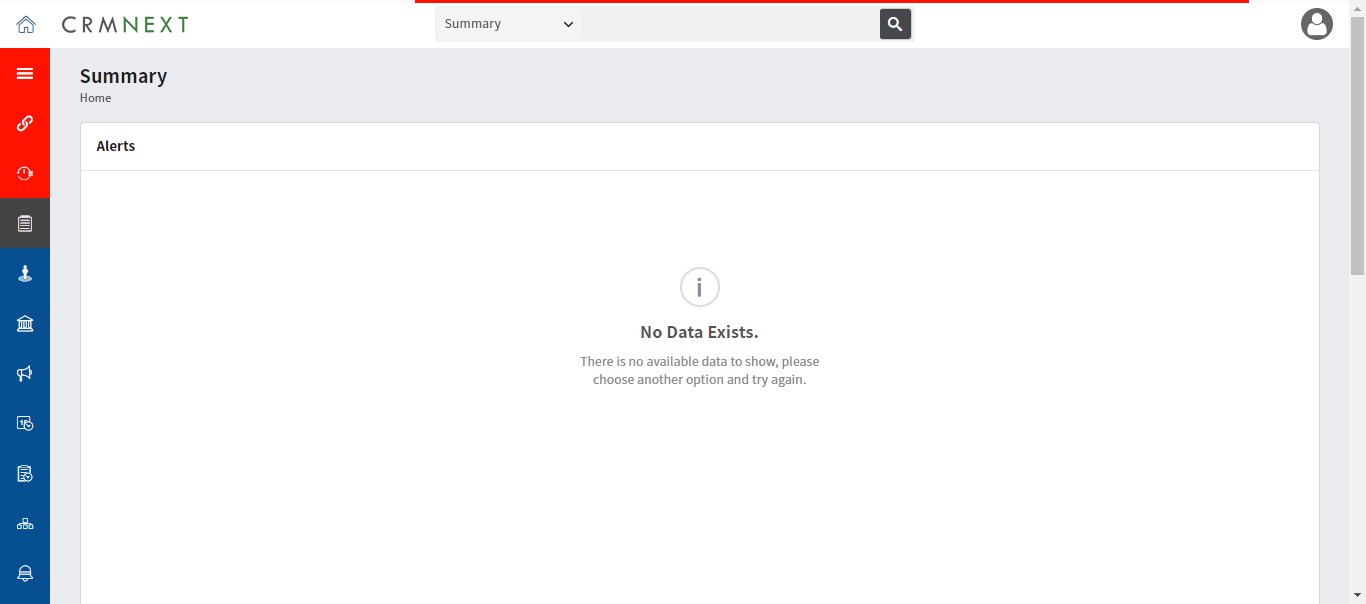 CRMNEXT
Summary
Summary
Home
Alerts
No Data Exists.
There is no available data to show, please
choose another option and try again.